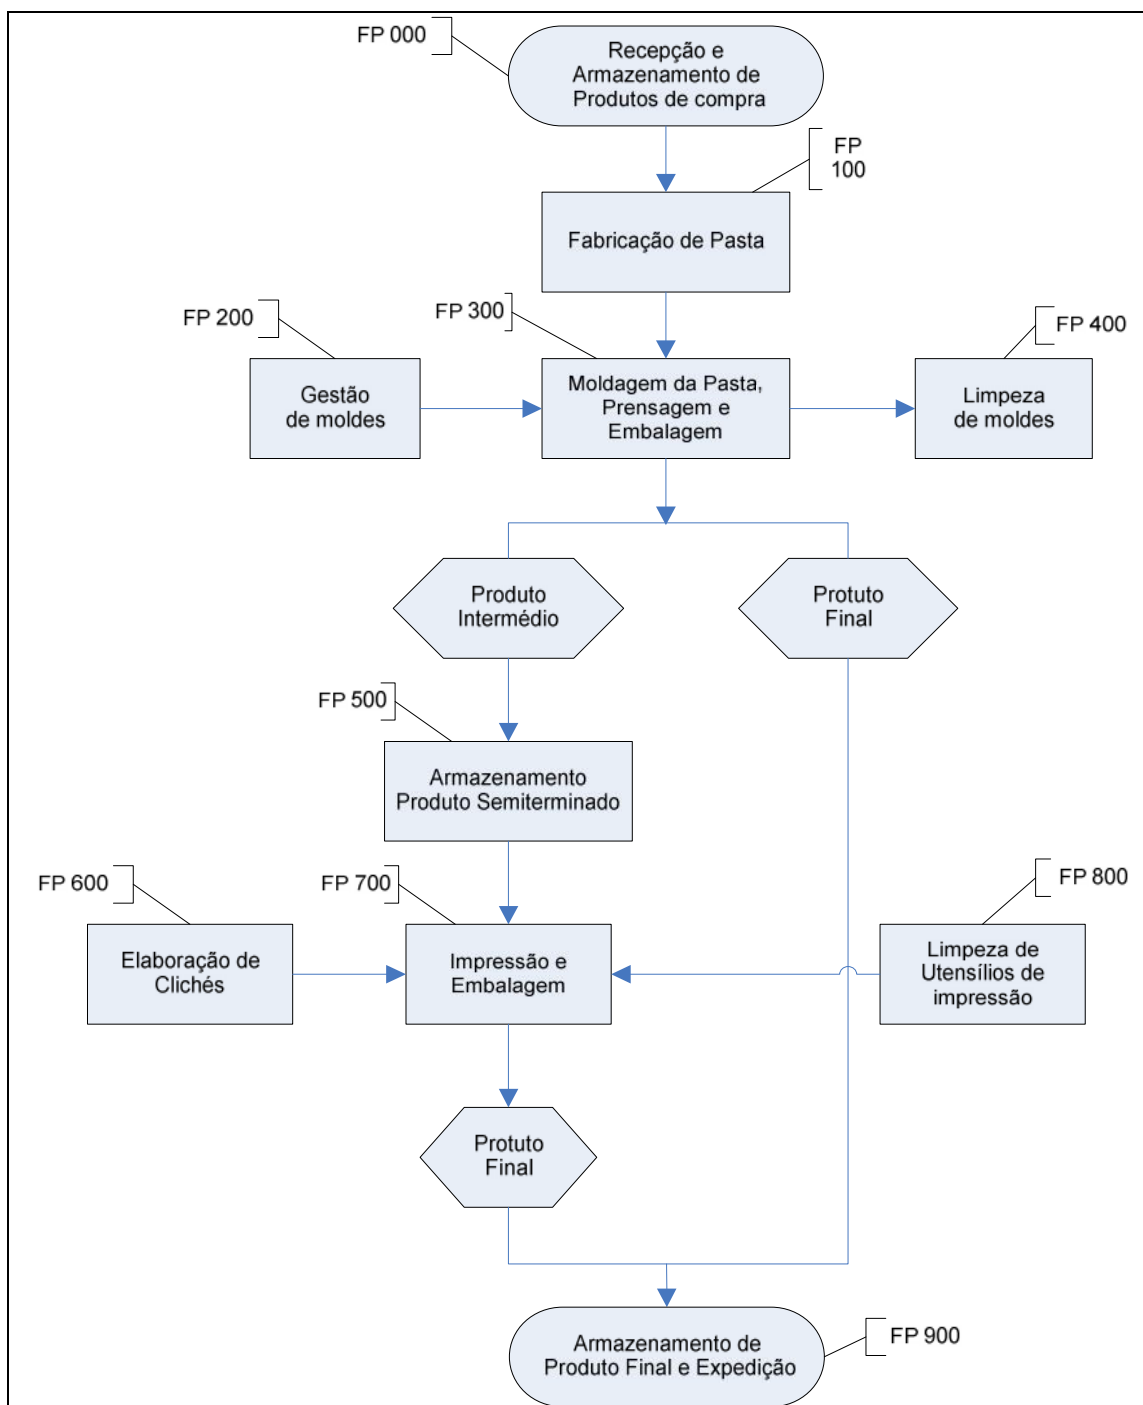 FP 000
Recepção e
Armazenamento de
Produtos de compra
FP
100
Fabricação de Pasta
FP 200
FP 300
FP 400
Gestão
de moldes
Moldagem da Pasta,
Prensagem e
Embalagem
Limpeza
de moldes
Produto
Intermédio
Protuto
Final
FP 500
Armazenamento
Produto Semiterminado
FP 600
FP 700
FP 800
Elaboração de
Clichés
Impressão e
Embalagem
Limpeza de
Utensílios de
impressão
Protuto
Final
Armazenamento de
Produto Final e Expedição
FP 900